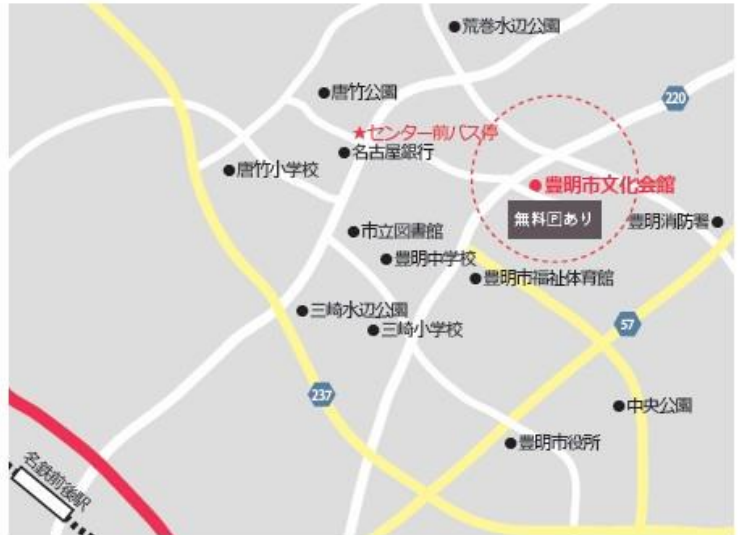 荒巻水辺公園
唐竹公園
220
★センター前バス停
名古屋銀行
唐竹小学校
豊明市文化会館
無料🄿あり
豊明消防署
市立図書館
豊明中学校
豊明市福祉体育館
三崎水辺公園
三崎小学校
57
237
中央公園
豊明市役所
名鉄前後駅